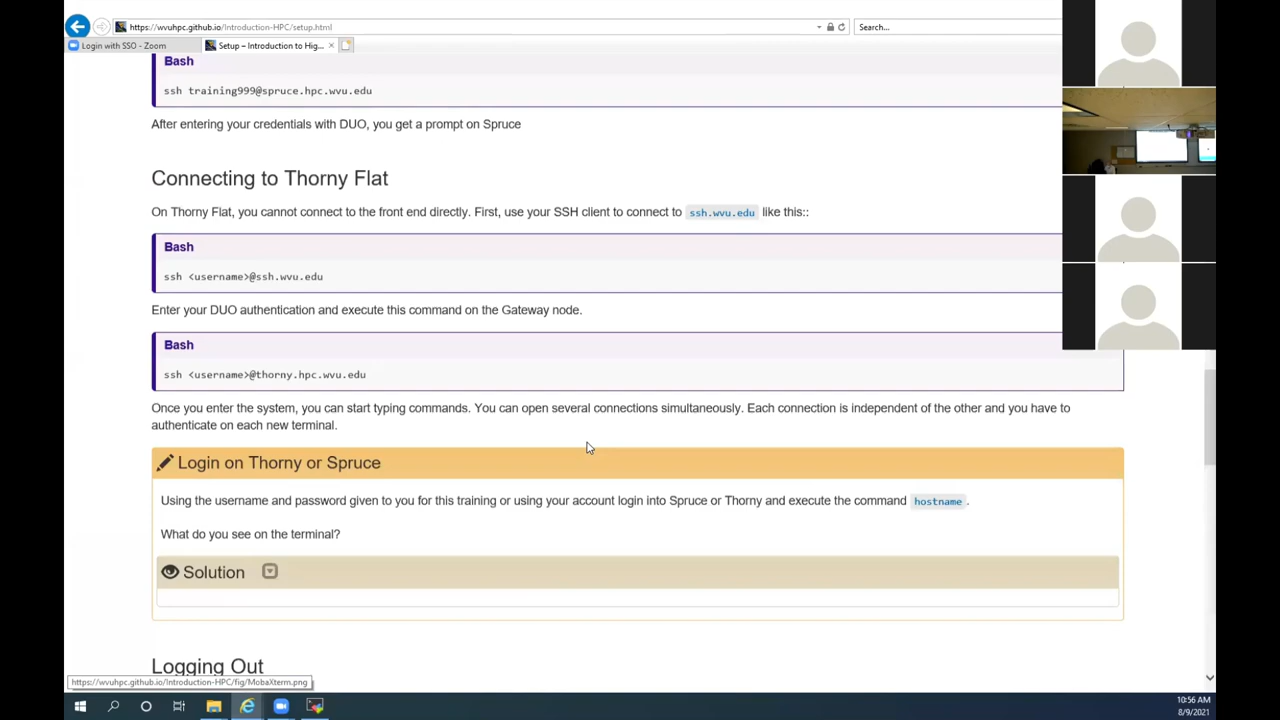 https://wvuhpc.github.io/Introduction-HPC/setup.html
Search...
Login with SSO - Zoom
Setup – Introduction to Hig...
Bash
ssh training999@spruce.hpc.wvu.edu
After entering your credentials with DUO, you get a prompt on Spruce
Connecting to Thorny Flat
On Thorny Flat, you cannot connect to the front end directly. First, use your SSH client to connect to ssh.wvu.edu like this::
Bash
ssh <username>@ssh.wvu.edu
Enter your DUO authentication and execute this command on the Gateway node.
Bash
ssh <username>@thorny.hpc.wvu.edu
Once you enter the system, you can start typing commands. You can open several connections simultaneously. Each connection is independent of the other and you have to
authenticate on each new terminal.
Login on Thorny or Spruce
Using the username and password given to you for this training or using your account login into Spruce or Thorny and execute the command hostname.
What do you see on the terminal?
Solution
Logging Out
https://wvuhpc.github.io/Introduction-HPC/fig/MobaXterm.png
10:56 AM
8/9/2021